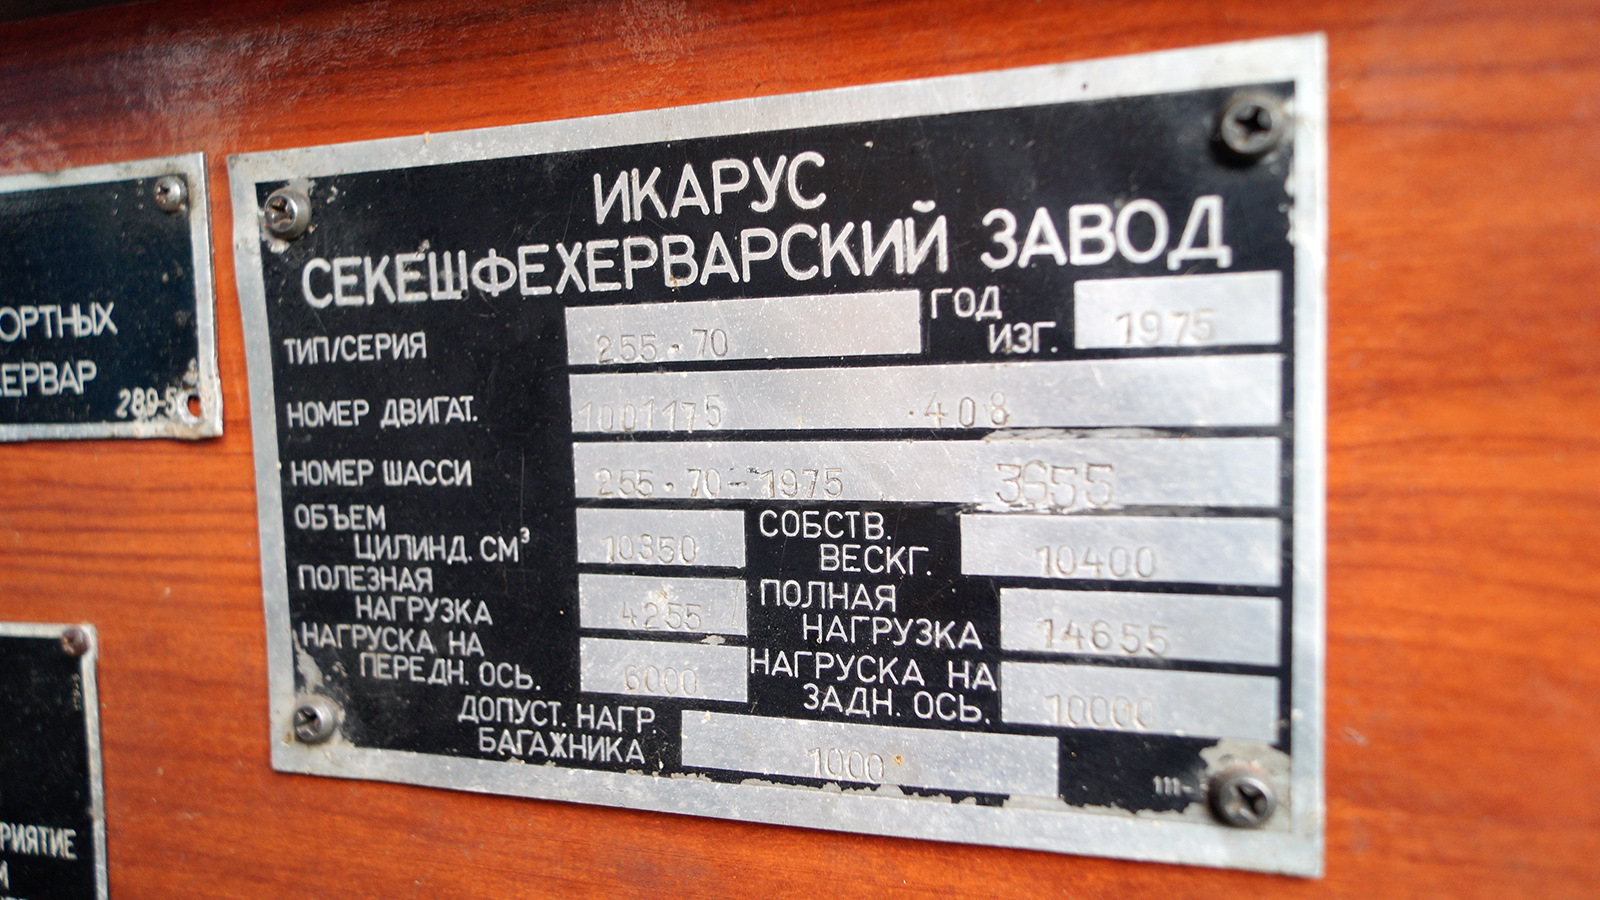 ИКАРУС
СЕКЕШФЕХЕРВАРСКИЙ ЗАВОД
ТИП/СЕРИЯ 255.70 ГОД ИЗГ. 1975
НОМЕР ДВИГАТ. 1001175 .408
НОМЕР ШАССИ 255.70-1975 3655
ОБЪЕМ
ЦИЛИНД. СМ³ 10350
СОБСТВ.
ВЕСКГ. 10400
ПОЛЕЗНАЯ
НАГРУЗКА 4255
ПОЛНАЯ
НАГРУЗКА 14655
НАГРУСКА НА
ПЕРЕДН. ОСЬ. 6000
НАГРУСКА НА
ЗАДН. ОСЬ. 10000
ДОПУСТ. НАГР.
БАГАЖНИКА 1000
111-
ОРТНЫХ
ЕРВАР
289-5
РИЯТИЕ